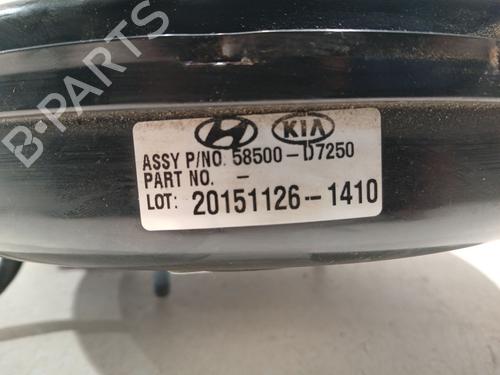 B-PARTS
KIA
ASSY P/NO. 58500-D7250
PART NO. -
LOT: 20151126-1410